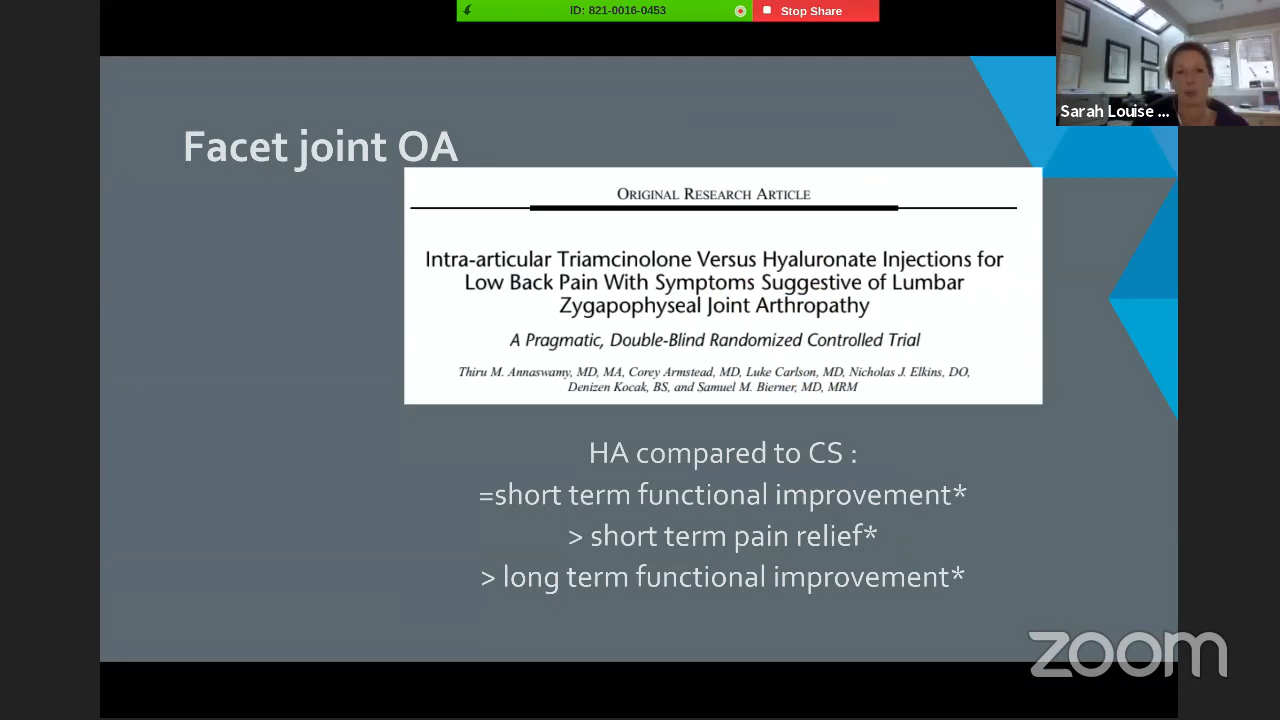 ID: 821-0016-0453
Stop Share
Sarah Louise ...
Facet joint OA
ORIGINAL RESEARCH ARTICLE
Intra-articular Triamcinolone Versus Hyaluronate Injections for
Low Back Pain With Symptoms Suggestive of Lumbar
Zygapophyseal Joint Arthropathy
A Pragmatic, Double-Blind Randomized Controlled Trial
Thiru M. Annaswamy, MD, MA, Corey Armstead, MD, Luke Carlson, MD, Nicholas J. Elkins, DO,
Denizen Kocak, BS, and Samuel M. Bierner, MD, MRM
HA compared to CS :
=short term functional improvement*
> short term pain relief*
> long term functional improvement*
zoom